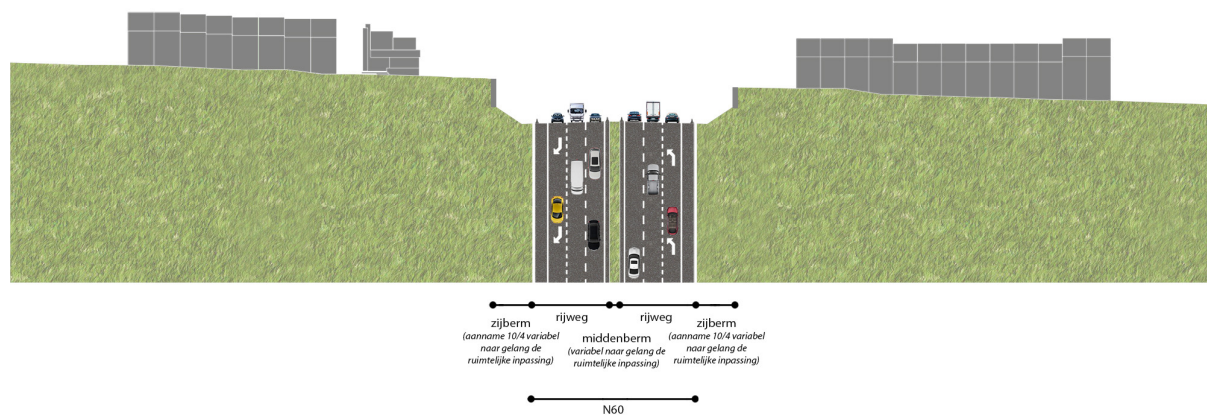 rijweg
rijweg
zijberm
(aanname 10/4 variabel
naar gelang de
ruimtelijke inpassing)
middenberm
(variabel naar gelang de
ruimtelijke inpassing)
zijberm
(aanname 10/4 variabel
naar gelang de
ruimtelijke inpassing)
N60